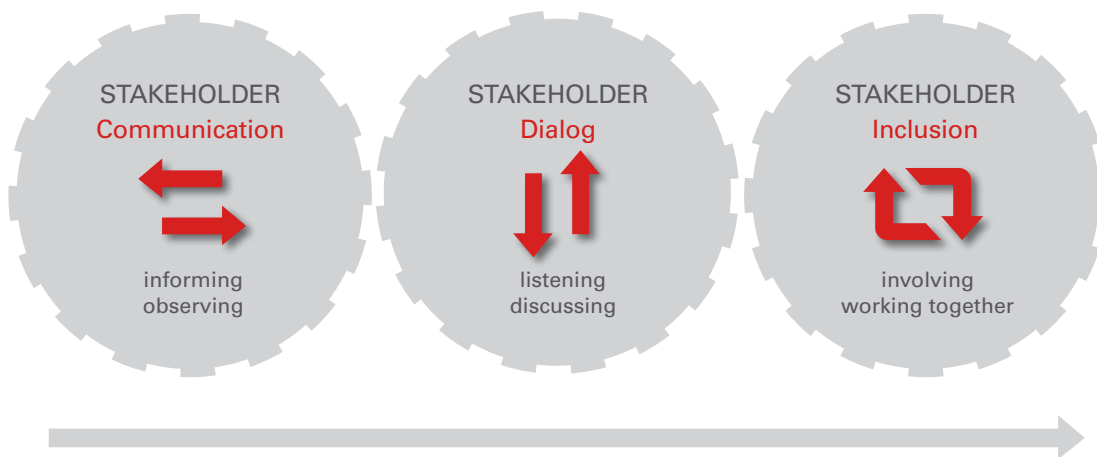 STAKEHOLDER
Communication
informing
observing
STAKEHOLDER
Dialog
listening
discussing
STAKEHOLDER
Inclusion
involving
working together